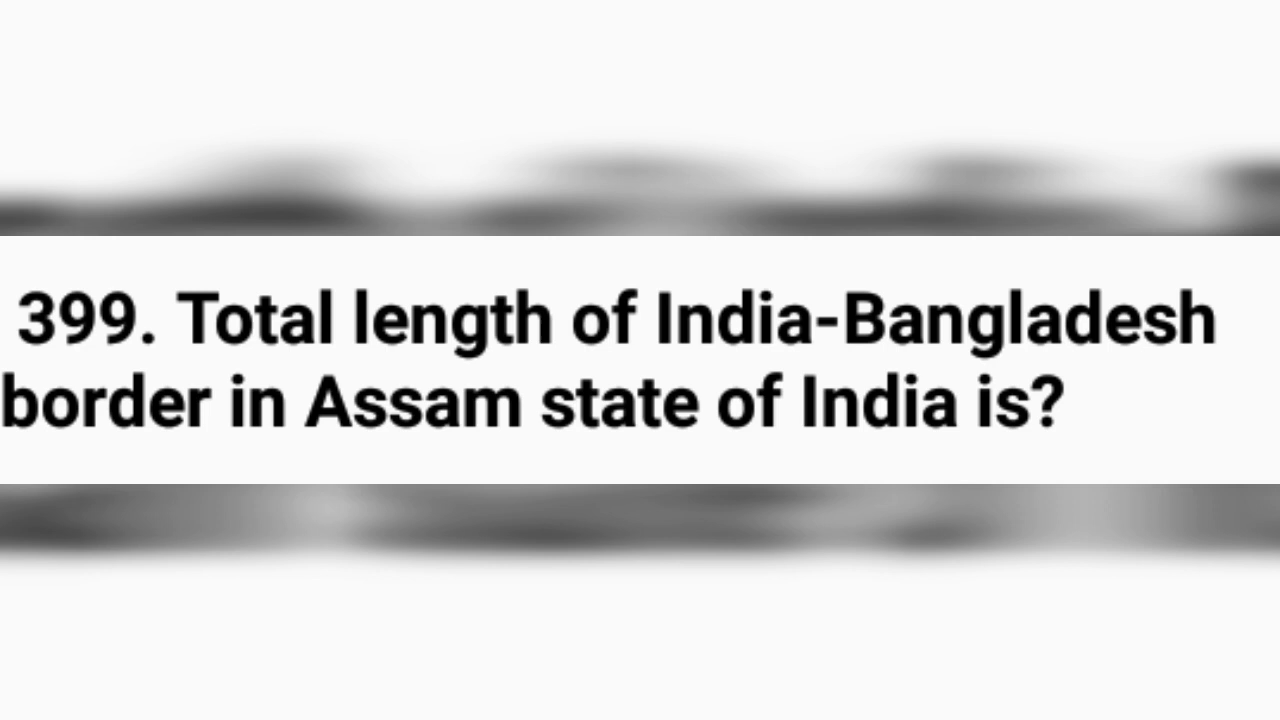 399. Total length of India-Bangladesh
border in Assam state of India is?